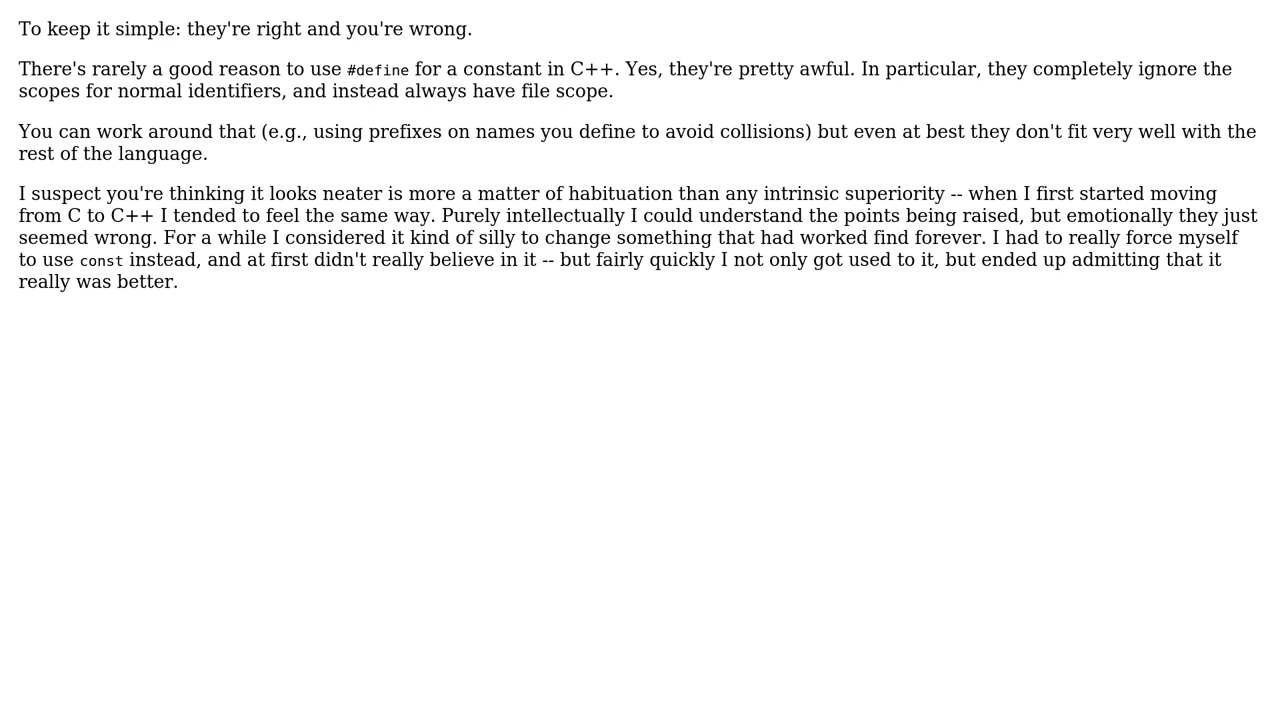 To keep it simple: they're right and you're wrong.
There's rarely a good reason to use #define for a constant in C++. Yes, they're pretty awful. In particular, they completely ignore the
scopes for normal identifiers, and instead always have file scope.
You can work around that (e.g., using prefixes on names you define to avoid collisions) but even at best they don't fit very well with the
rest of the language.
I suspect you're thinking it looks neater is more a matter of habituation than any intrinsic superiority -- when I first started moving
from C to C++ I tended to feel the same way. Purely intellectually I could understand the points being raised, but emotionally they just
seemed wrong. For a while I considered it kind of silly to change something that had worked find forever. I had to really force myself
to use const instead, and at first didn't really believe in it -- but fairly quickly I not only got used to it, but ended up admitting that it
really was better.